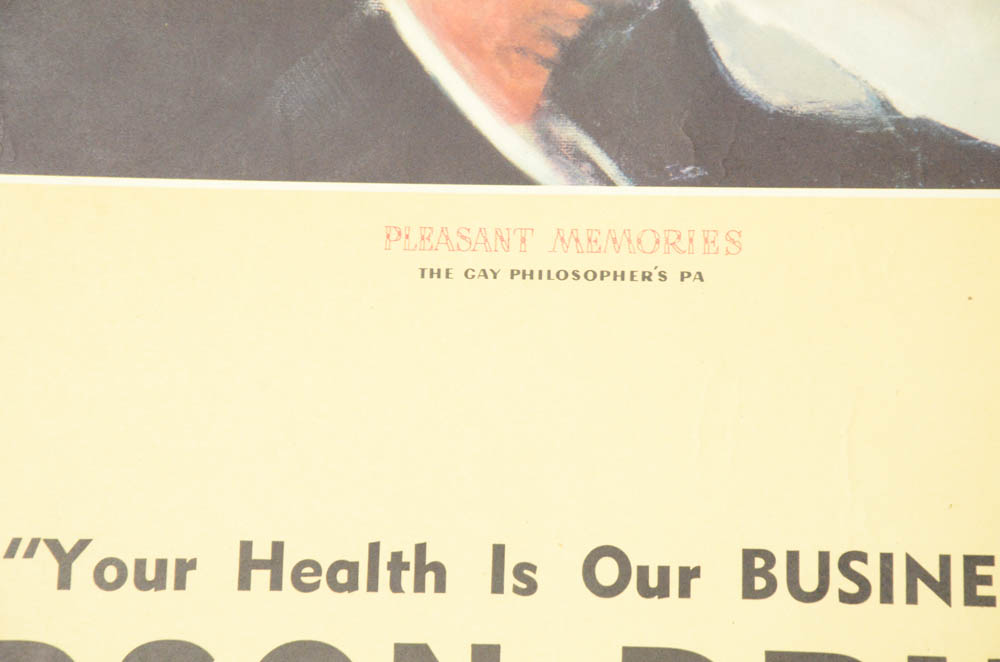 PLEASANT MEMORIES
THE GAY PHILOSOPHER'S PA
"Your Health Is Our BUSINE